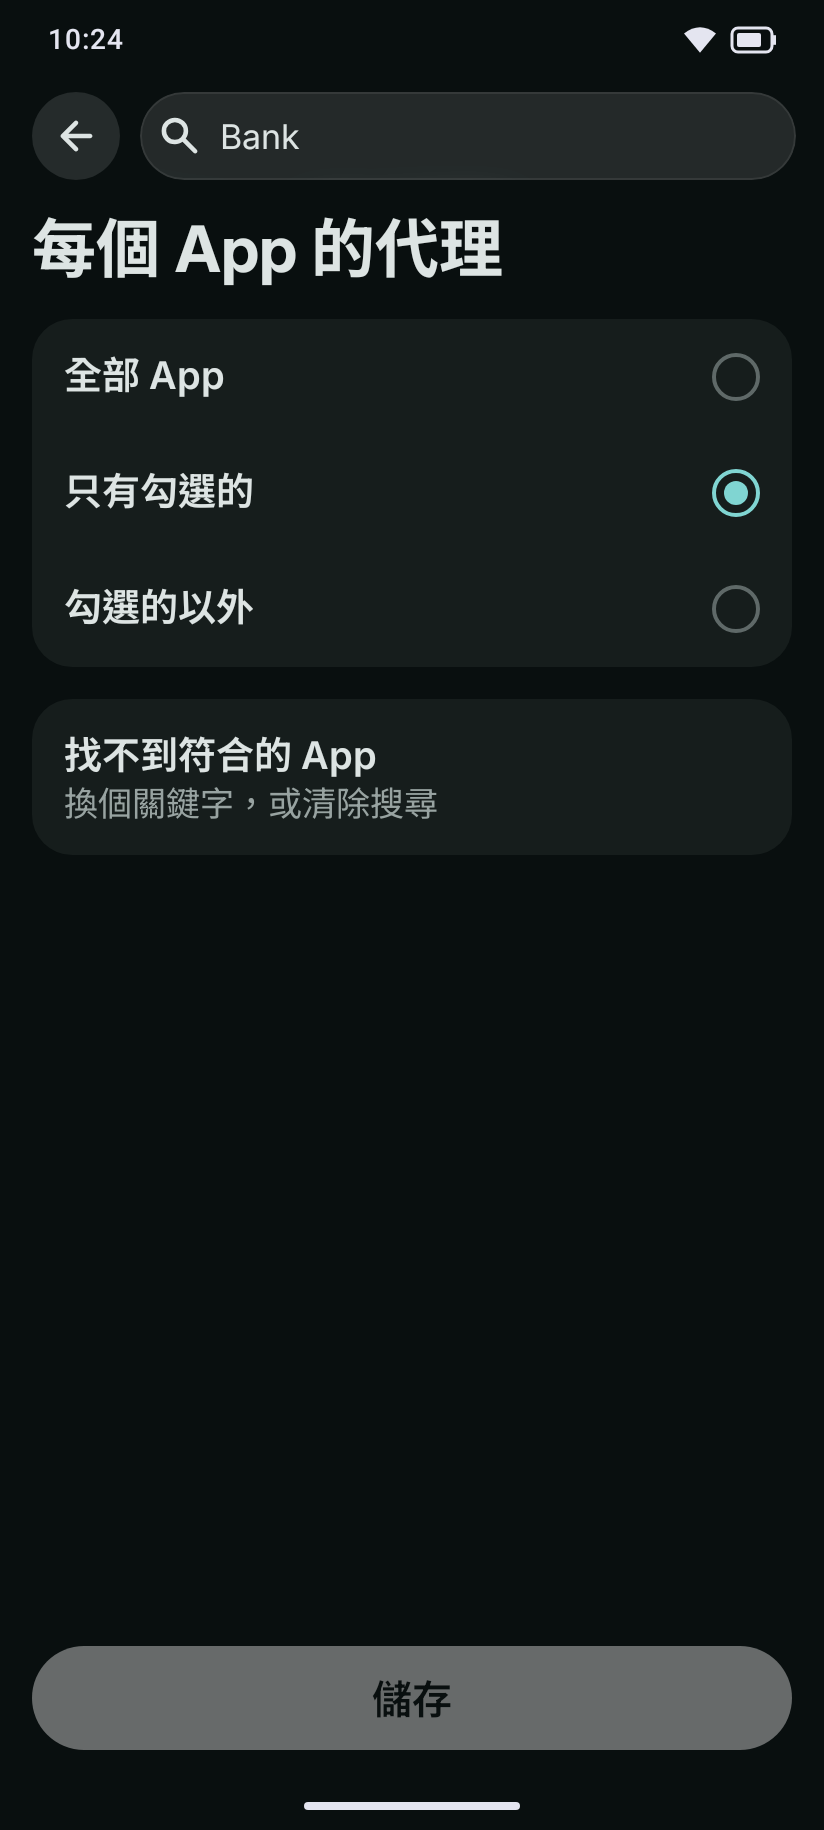 10:24
Bank
每個 App 的代理
全部 App
只有勾選的
勾選的以外
找不到符合的 App
換個關鍵字，或清除搜尋
儲存